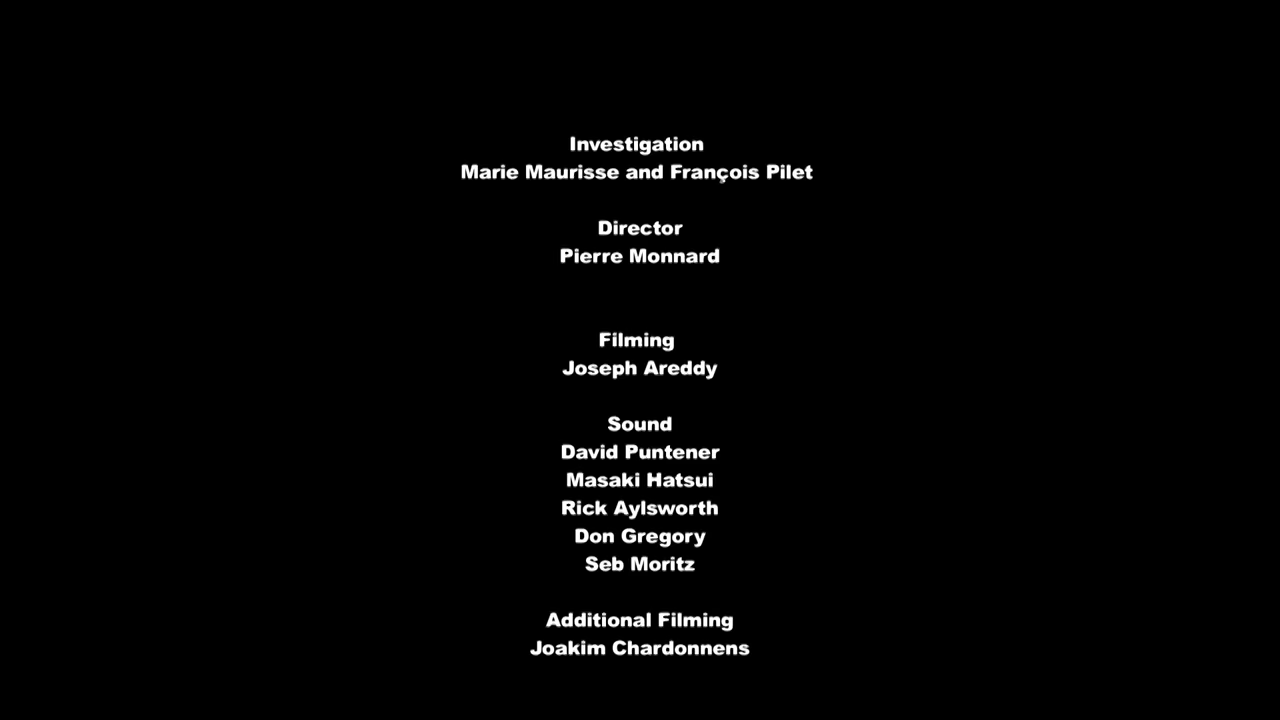 Investigation
Marie Maurisse and François Pilet
Director
Pierre Monnard
Filming
Joseph Areddy
Sound
David Puntener
Masaki Hatsui
Rick Aylsworth
Don Gregory
Seb Moritz
Additional Filming
Joakim Chardonnens